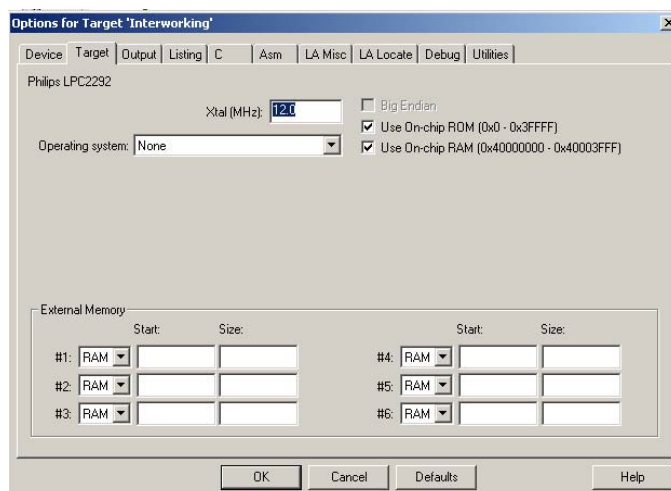 Options for Target 'Interworking'
Device Target Output Listing C Asm LA Misc LA Locate Debug Utilities
Philips LPC2292
Xtal (MHz): 12.0
Big Endian
Use On-chip ROM (0x0 - 0x3FFFF)
Operating system: None
Use On-chip RAM (0x40000000 - 0x40003FFF)
External Memory
Start: Size: Start: Size:
#1: RAM #4: RAM
#2: RAM #5: RAM
#3: RAM #6: RAM
OK Cancel Defaults Help